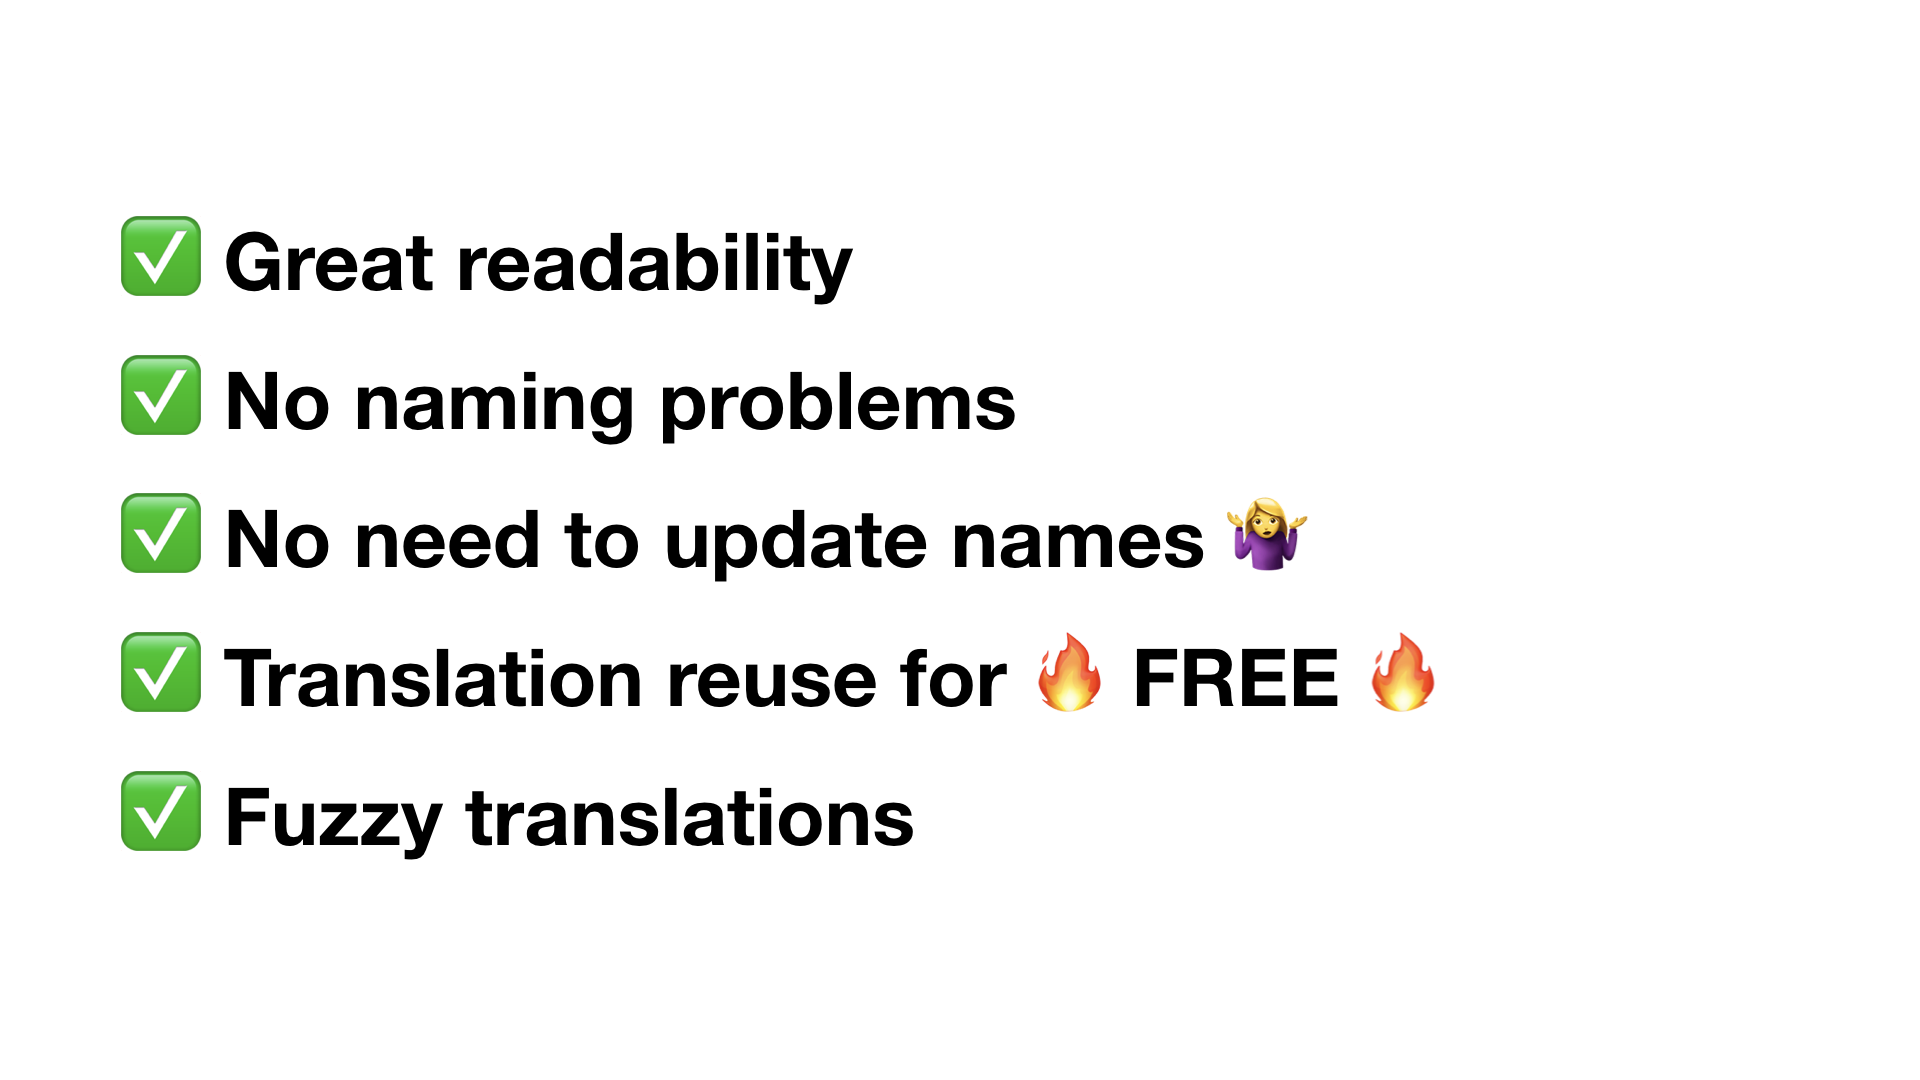 ✅ Great readability
✅ No naming problems
✅ No need to update names 🤷‍♀️
✅ Translation reuse for 🔥 FREE 🔥
✅ Fuzzy translations